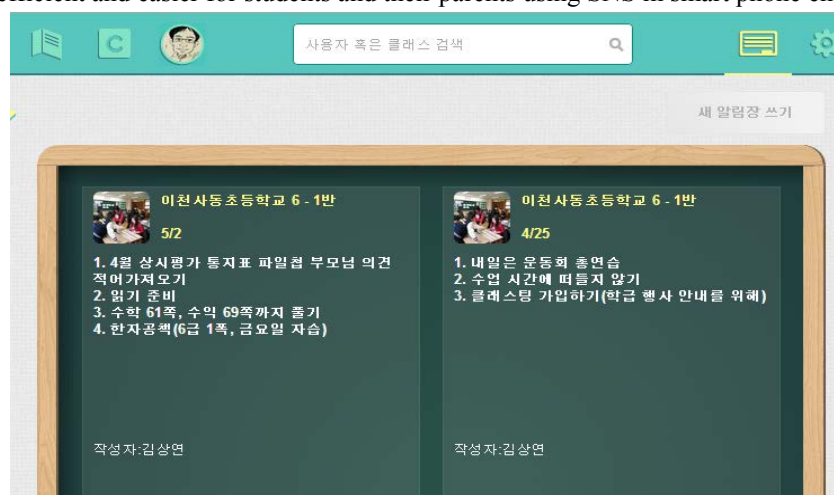 efficient and easier for students and their parents using SNS in smart phone
사용자 혹은 클래스 검색
새 알림장 쓰기
이천사동초등학교 6 - 1반
5/2
1. 4월 상시평가 통지표 파일첩 부모님 의견
적어가져오기
2. 읽기 준비
3. 수학 61쪽, 수익 69쪽까지 풀기
4. 한자공책(6급 1쪽, 금요일 자습)
작성자:김상연
이천사동초등학교 6 - 1반
4/25
1. 내일은 운동회 총연습
2. 수업 시간에 떠들지 않기
3. 클래스팅 가입하기(학급 행사 안내를 위해)
작성자:김상연